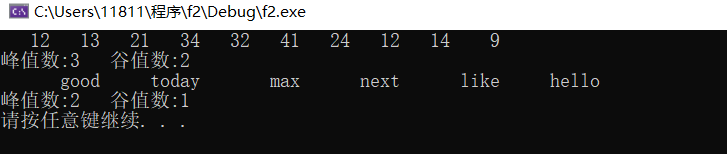 C:\Users\11811\程序\f2\Debug\f2.exe
12 13 21 34 32 41 24 12 14 9
峰值数:3 谷值数:2
good today max next like hello
峰值数:2 谷值数:1
请按任意键继续. . .